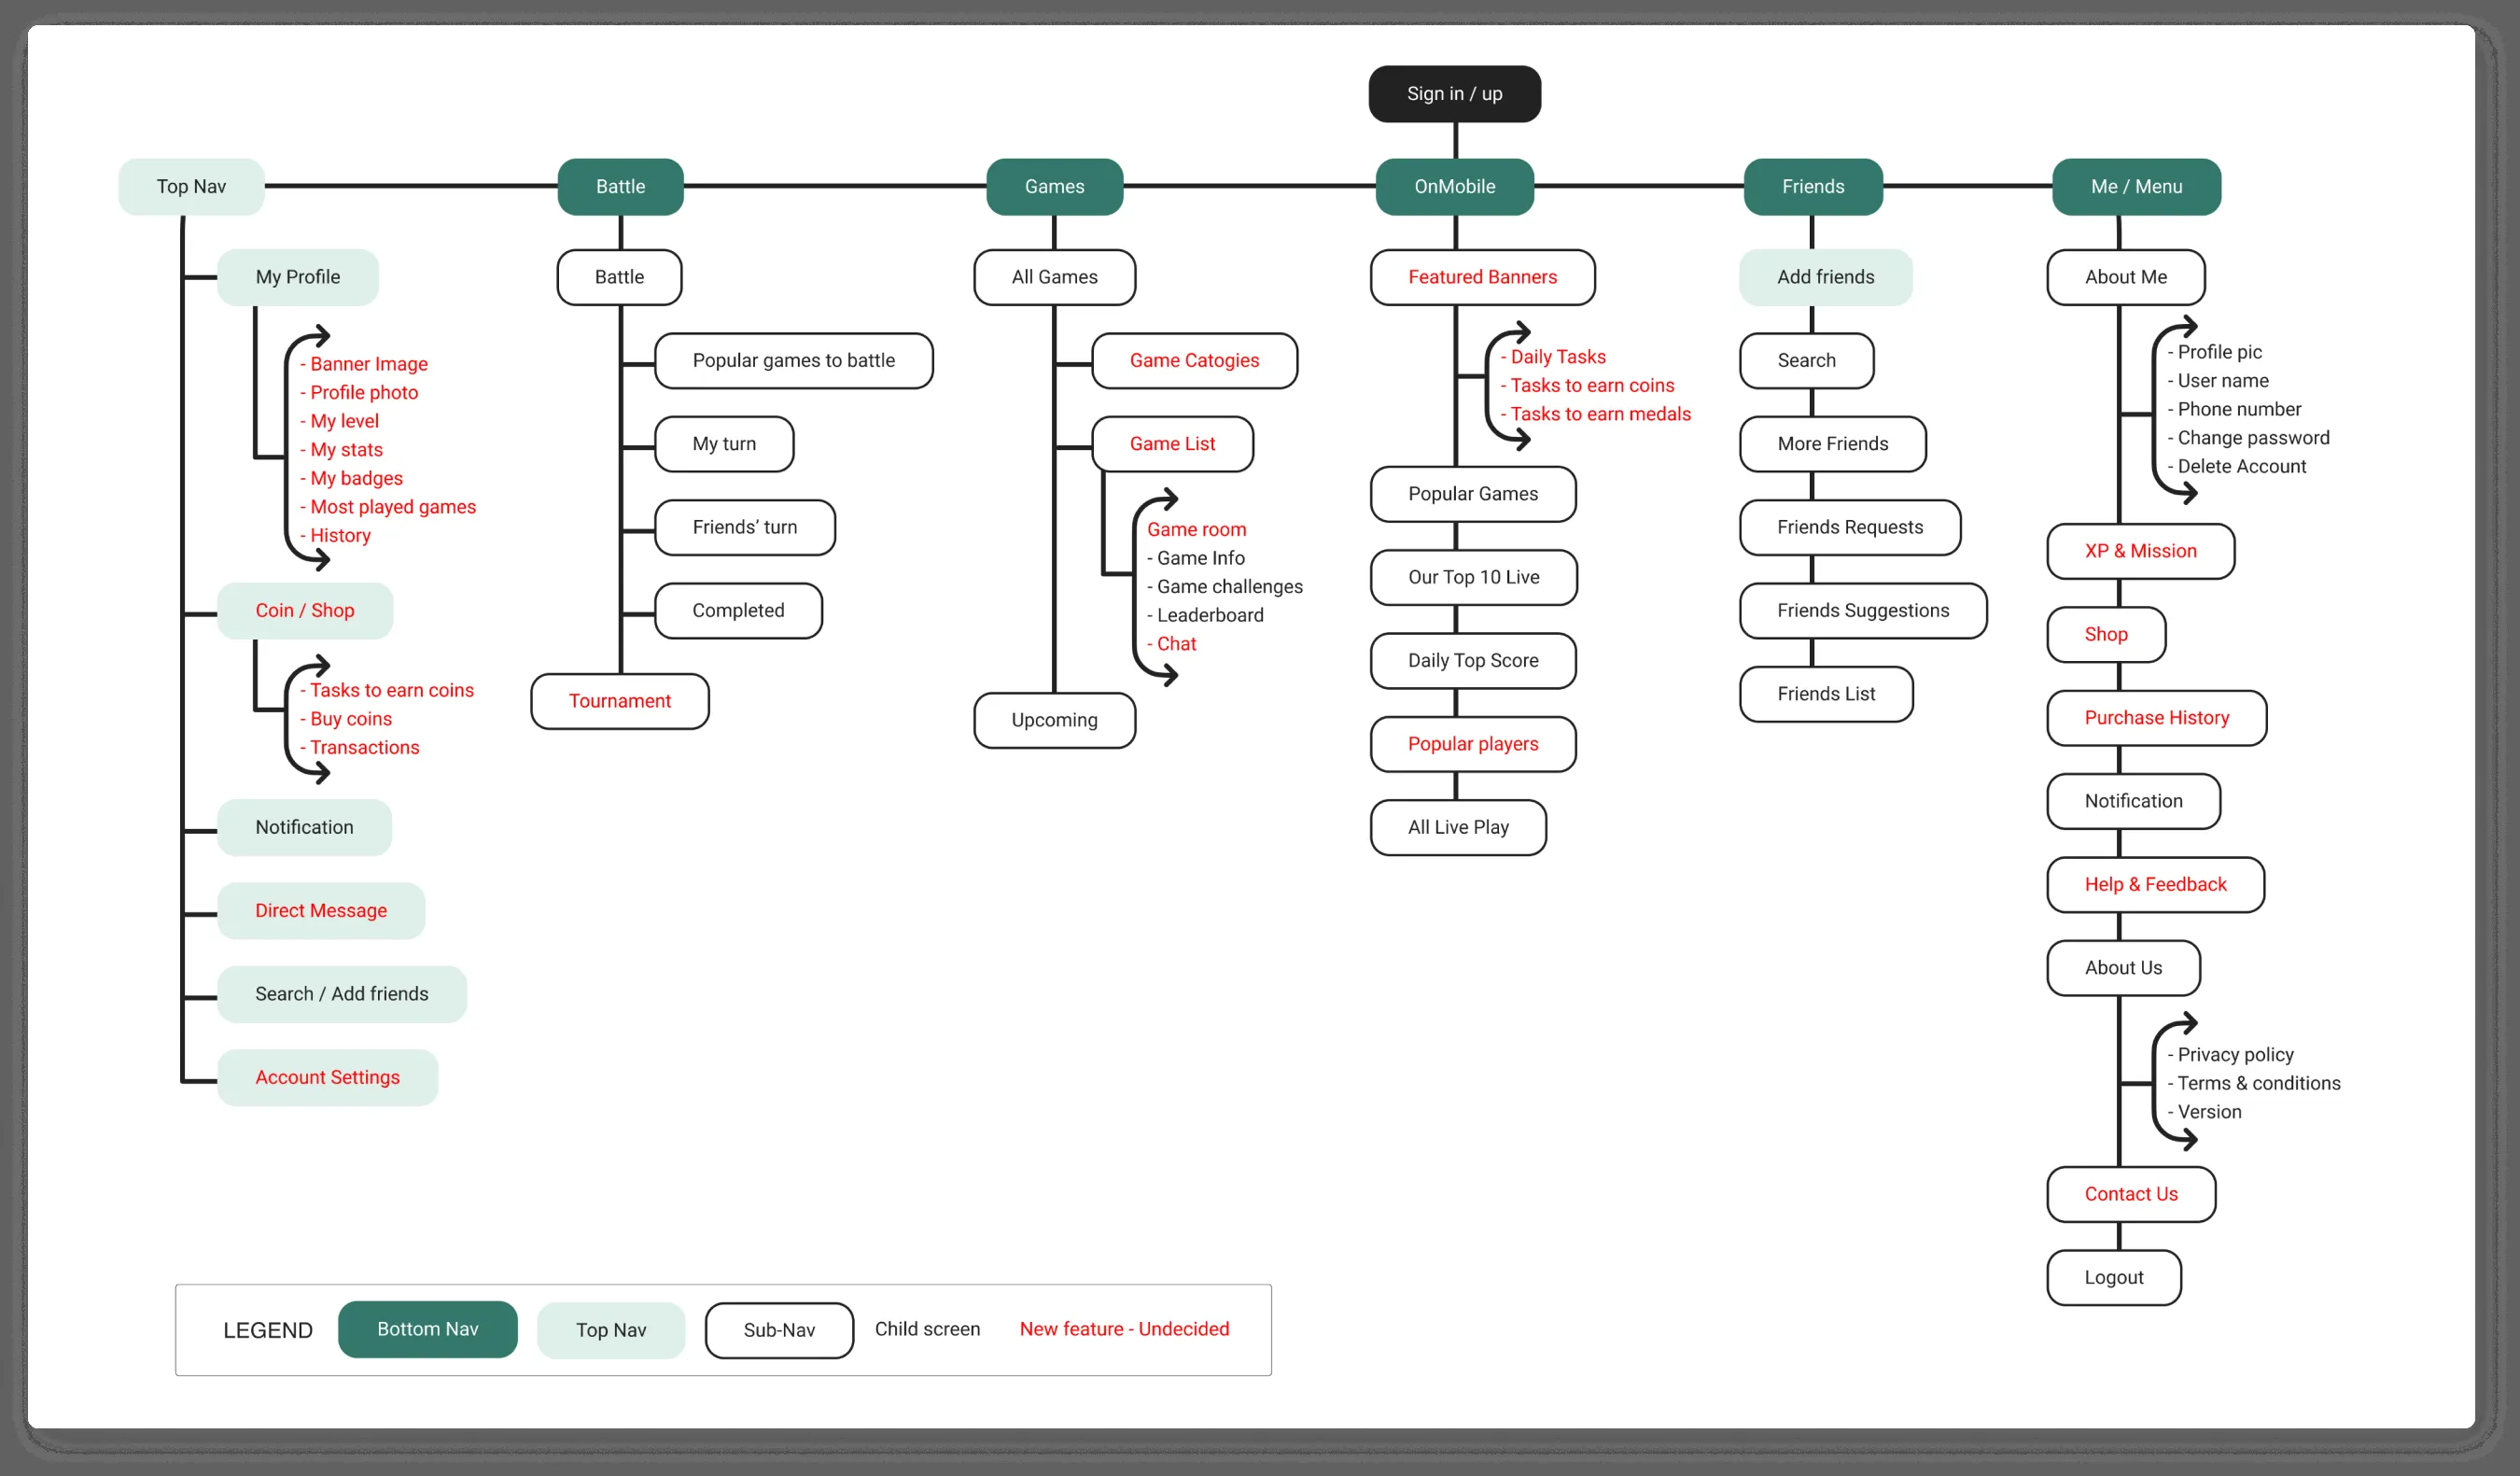 Sign in / up
Top Nav
Battle
Games
OnMobile
Friends
Me / Menu
My Profile
- Banner Image
- Profile photo
- My level
- My stats
- My badges
- Most played games
- History
Coin / Shop
- Tasks to earn coins
- Buy coins
- Transactions
Notification
Direct Message
Search / Add friends
Account Settings
Battle
Popular games to battle
My turn
Friends’ turn
Completed
Tournament
All Games
Game Catogies
Game List
Game room
- Game Info
- Game challenges
- Leaderboard
- Chat
Upcoming
Featured Banners
- Daily Tasks
- Tasks to earn coins
- Tasks to earn medals
Popular Games
Our Top 10 Live
Daily Top Score
Popular players
All Live Play
Add friends
Search
More Friends
Friends Requests
Friends Suggestions
Friends List
About Me
- Profile pic
- User name
- Phone number
- Change password
- Delete Account
XP & Mission
Shop
Purchase History
Notification
Help & Feedback
About Us
- Privacy policy
- Terms & conditions
- Version
Contact Us
Logout
LEGEND
Bottom Nav
Top Nav
Sub-Nav
Child screen
New feature - Undecided